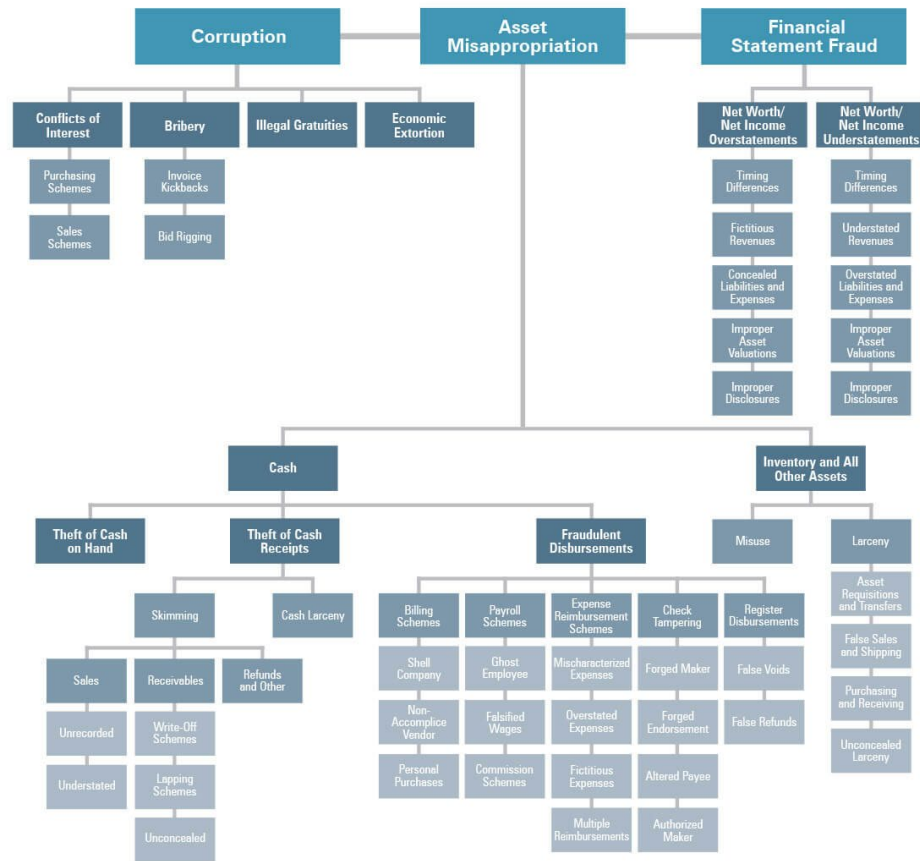 Corruption
Asset
Misappropriation
Financial
Statement Fraud
Conflicts of
Interest
Bribery
Illegal Gratuities
Economic
Extortion
Net Worth/
Net Income
Overstatements
Net Worth/
Net Income
Understatements
Purchasing
Schemes
Invoice
Kickbacks
Timing
Differences
Timing
Differences
Sales
Schemes
Bid Rigging
Fictitious
Revenues
Understated
Revenues
Concealed
Liabilities and
Expenses
Overstated
Liabilities and
Expenses
Improper
Asset
Valuations
Improper
Asset
Valuations
Improper
Disclosures
Improper
Disclosures
Cash
Inventory and All
Other Assets
Theft of Cash
on Hand
Theft of Cash
Receipts
Fraudulent
Disbursements
Misuse
Larceny
Skimming
Cash Larceny
Billing
Schemes
Payroll
Schemes
Expense
Reimbursement
Schemes
Check
Tampering
Register
Disbursements
Asset
Requisitions
and Transfers
Sales
Receivables
Refunds
and Other
Shell
Company
Ghost
Employee
Mischaracterized
Expenses
Forged Maker
False Voids
False Sales
and Shipping
Unrecorded
Write-Off
Schemes
Non-
Accomplice
Vendor
Falsified
Wages
Overstated
Expenses
Forged
Endorsement
False Refunds
Purchasing
and Receiving
Understated
Lapping
Schemes
Personal
Purchases
Commission
Schemes
Fictitious
Expenses
Altered Payee
Unconcealed
Larceny
Unconcealed
Multiple
Reimbursements
Authorized
Maker